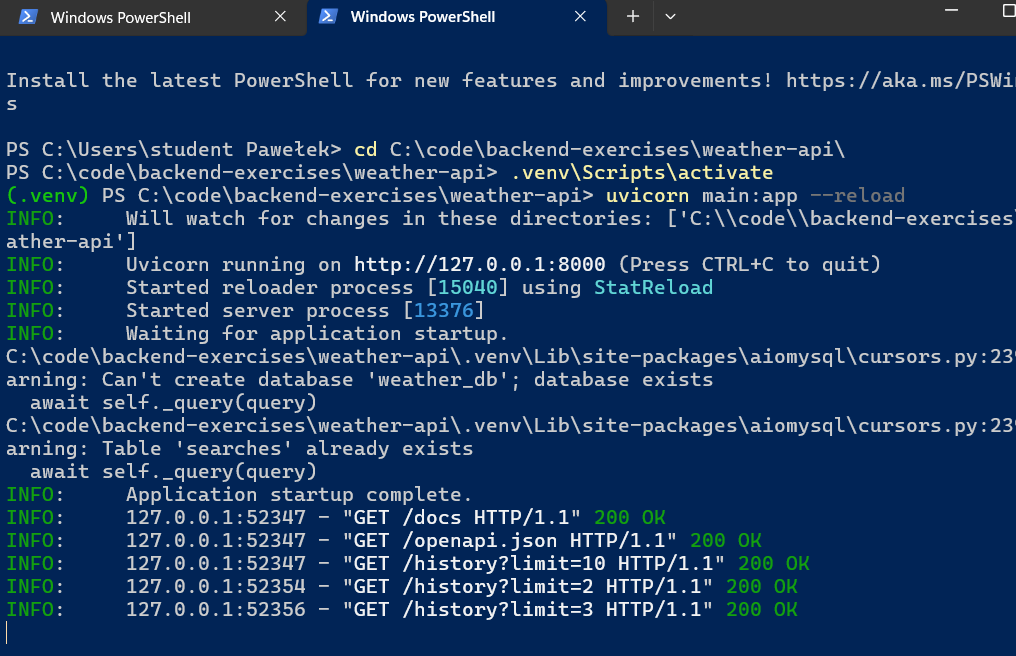 Windows PowerShell
Windows PowerShell
Install the latest PowerShell for new features and improvements! https://aka.ms/PSWi
s
PS C:\Users\student Pawełek> cd C:\code\backend-exercises\weather-api\
PS C:\code\backend-exercises\weather-api> .venv\Scripts\activate
(.venv) PS C:\code\backend-exercises\weather-api> uvicorn main:app --reload
INFO:     Will watch for changes in these directories: ['C:\\code\\backend-exercises\
ather-api']
INFO:     Uvicorn running on http://127.0.0.1:8000 (Press CTRL+C to quit)
INFO:     Started reloader process [15040] using StatReload
INFO:     Started server process [13376]
INFO:     Waiting for application startup.
C:\code\backend-exercises\weather-api\.venv\Lib\site-packages\aiomysql\cursors.py:239
arning: Can't create database 'weather_db'; database exists
  await self._query(query)
C:\code\backend-exercises\weather-api\.venv\Lib\site-packages\aiomysql\cursors.py:239
arning: Table 'searches' already exists
  await self._query(query)
INFO:     Application startup complete.
INFO:     127.0.0.1:52347 - "GET /docs HTTP/1.1" 200 OK
INFO:     127.0.0.1:52347 - "GET /openapi.json HTTP/1.1" 200 OK
INFO:     127.0.0.1:52347 - "GET /history?limit=10 HTTP/1.1" 200 OK
INFO:     127.0.0.1:52354 - "GET /history?limit=2 HTTP/1.1" 200 OK
INFO:     127.0.0.1:52356 - "GET /history?limit=3 HTTP/1.1" 200 OK